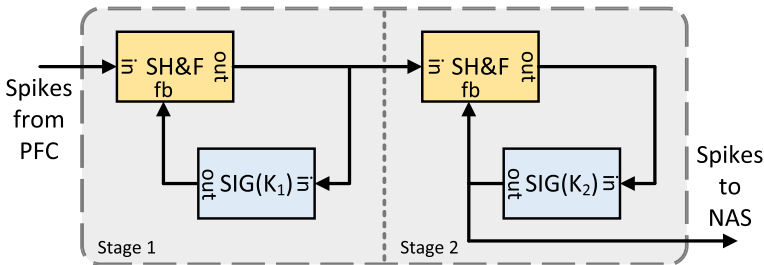 Spikes
from
PFC
in
SH&F
out
fb
SIG(K₁)
in
out
Stage 1
in
SH&F
out
fb
SIG(K₂)
in
out
Stage 2
Spikes
to
NAS